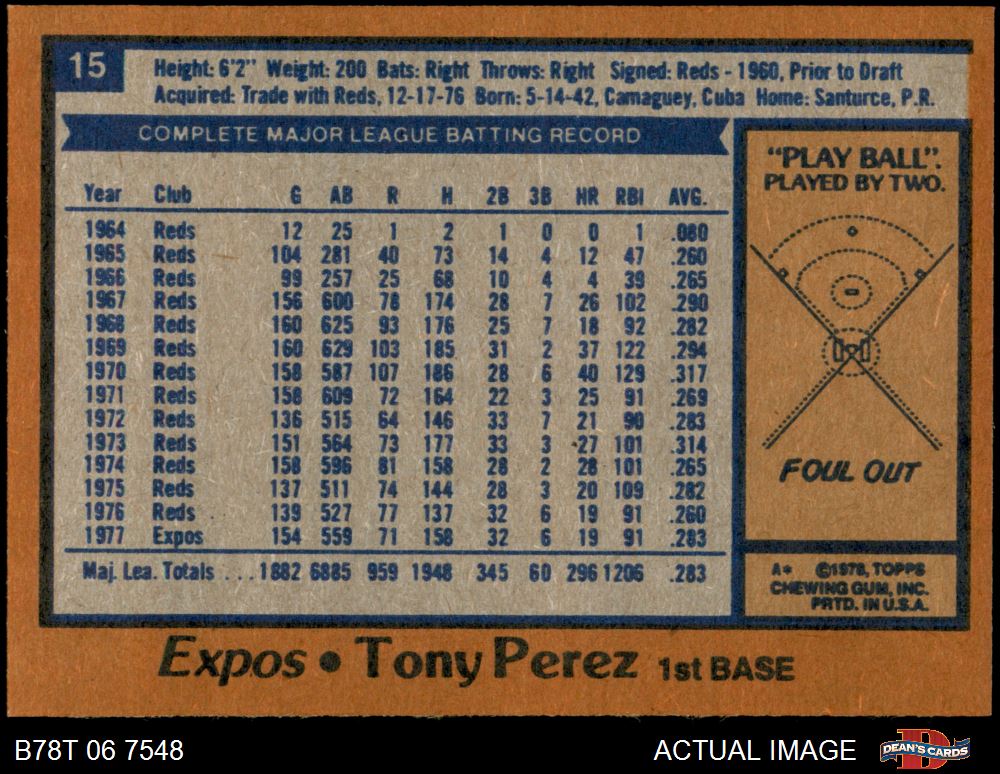 15
Height: 6'2" Weight: 200 Bats: Right Throws: Right Signed: Reds - 1960, Prior to Draft
Acquired: Trade with Reds, 12-17-76 Born: 5-14-42, Camaguey, Cuba Home: Santurce, P.R.
COMPLETE MAJOR LEAGUE BATTING RECORD
Year Club G AB R H 2B 3B HR RBI AVG.
1964 Reds 12 25 1 2 1 0 0 1 .080
1965 Reds 104 281 40 73 14 4 12 47 .260
1966 Reds 99 257 25 68 10 4 4 39 .265
1967 Reds 156 600 78 174 28 7 26 102 .290
1968 Reds 160 625 93 176 25 7 18 92 .282
1969 Reds 160 629 103 185 31 2 37 122 .294
1970 Reds 158 587 107 186 28 6 40 129 .317
1971 Reds 158 609 72 164 22 3 25 91 .269
1972 Reds 136 515 64 146 33 7 21 90 .283
1973 Reds 151 564 73 177 33 3 27 101 .314
1974 Reds 158 596 81 158 28 2 28 101 .265
1975 Reds 137 511 74 144 28 3 20 109 .282
1976 Reds 139 527 77 137 32 6 19 91 .260
1977 Expos 154 559 71 158 32 6 19 91 .283
Maj. Lea. Totals ... 1882 6885 959 1948 345 60 296 1206 .283
"PLAY BALL".
PLAYED BY TWO.
FOUL OUT
A* ©1978, TOPPS
CHEWING GUM, INC.
PRTD. IN U.S.A.
Expos • Tony Perez 1st BASE
B78T 06 7548
ACTUAL IMAGE
DEAN'S CARDS